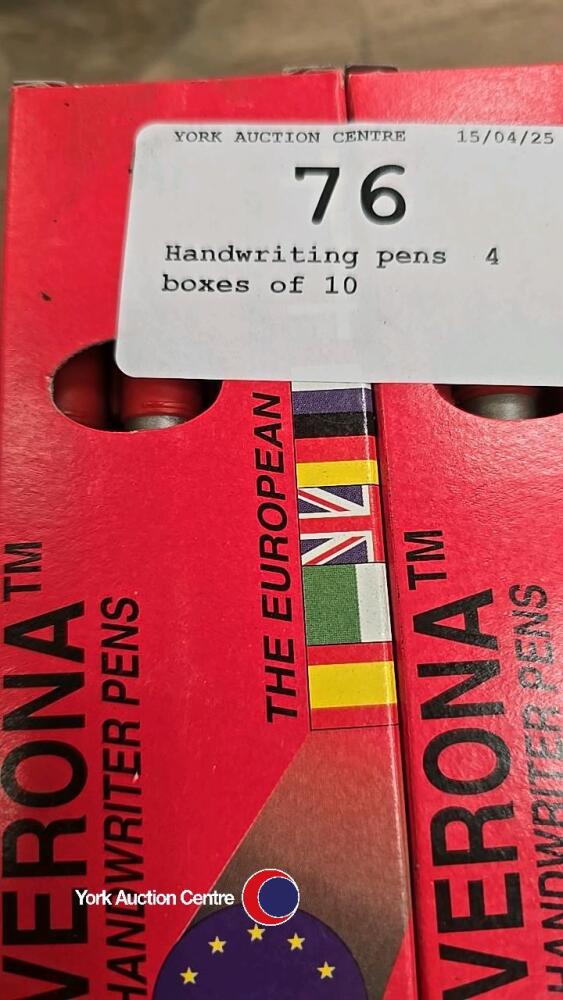 YORK AUCTION CENTRE 15/04/25
76
Handwriting pens 4
boxes of 10
THE EUROPEAN
VERONA™
HANDWRITER PENS
VERONA™
HANDWRITER PENS
York Auction Centre